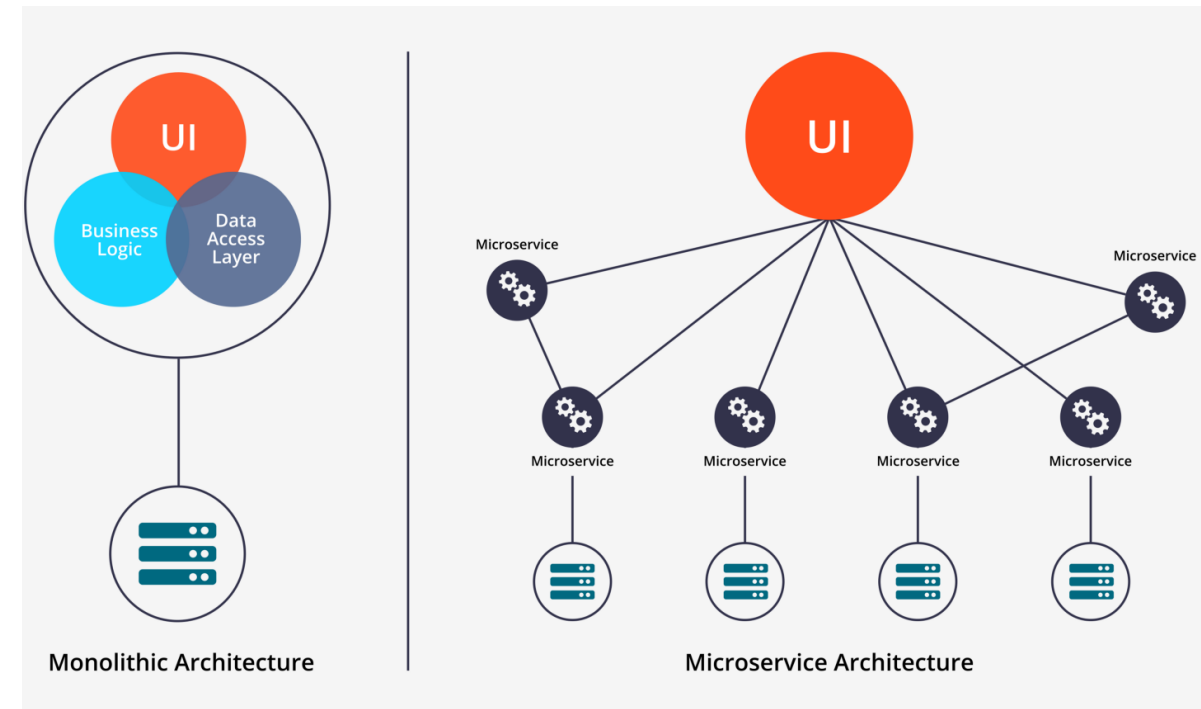 UI
Business
Logic
Data
Access
Layer
Monolithic Architecture
UI
Microservice
Microservice
Microservice
Microservice
Microservice
Microservice
Microservice Architecture